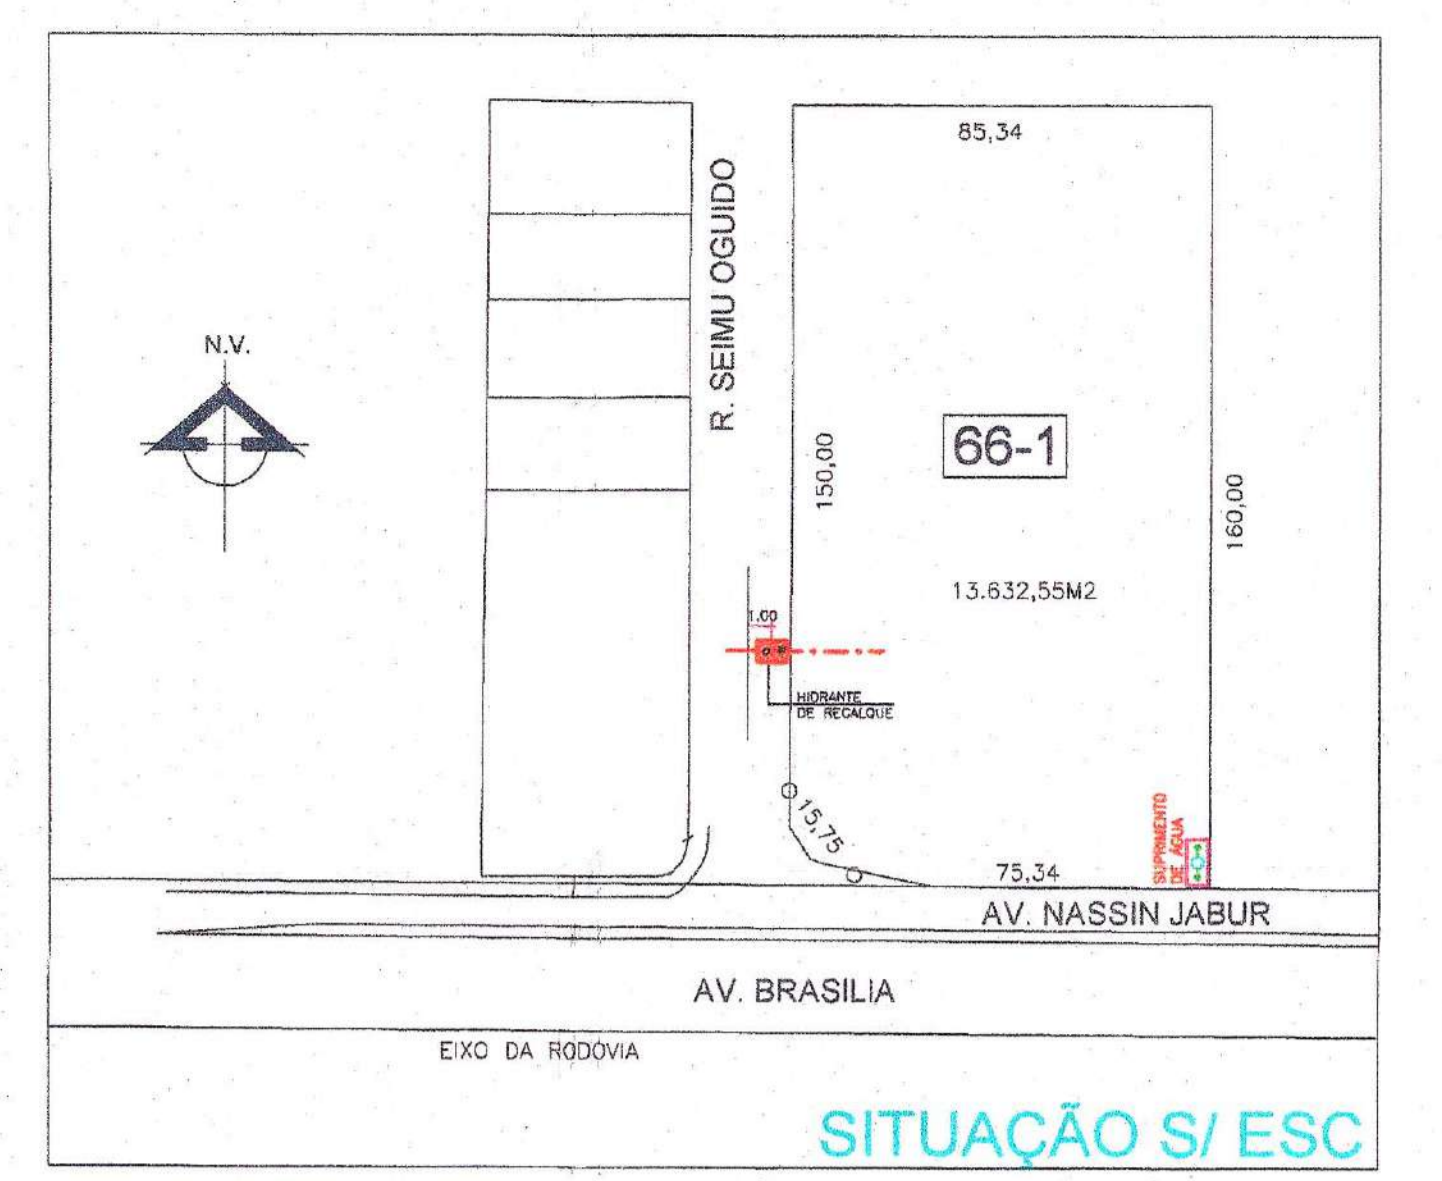 85,34
R. SEIMU OGUIDO
N.V.
66-1
150,00
160,00
13.632,55M2
1.00
HIDRANTE
DE RECALQUE
15,75
SUPRIMENTO
DE ÁGUA
75,34
AV. NASSIN JABUR
AV. BRASILIA
EIXO DA RODOVIA
SITUAÇÃO S/ ESC